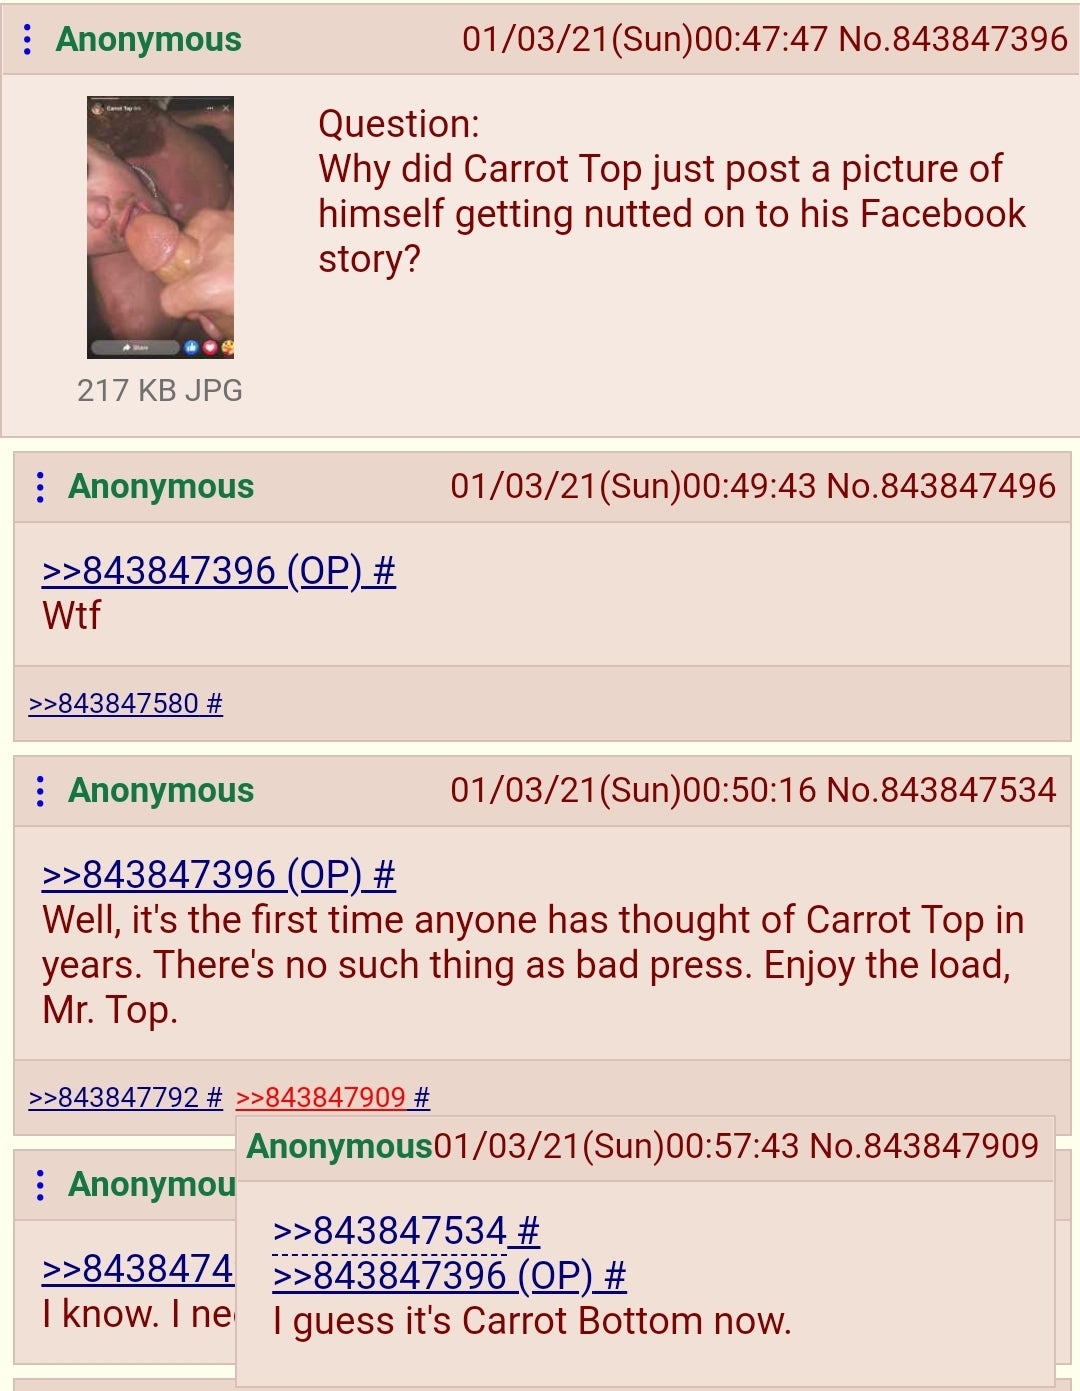 Anonymous 01/03/21(Sun)00:47:47 No.843847396
Carrot Top
Question:
Why did Carrot Top just post a picture of
himself getting nutted on to his Facebook
story?
Share
217 KB JPG
Anonymous 01/03/21(Sun)00:49:43 No.843847496
>>843847396 (OP) #
Wtf
>>843847580 #
Anonymous 01/03/21(Sun)00:50:16 No.843847534
>>843847396 (OP) #
Well, it's the first time anyone has thought of Carrot Top in
years. There's no such thing as bad press. Enjoy the load,
Mr. Top.
>>843847792 # >>843847909 #
Anonymous01/03/21(Sun)00:57:43 No.843847909
>>843847534 #
>>843847396 (OP) #
I guess it's Carrot Bottom now.
Anonymou
>>8438474
I know. I ne